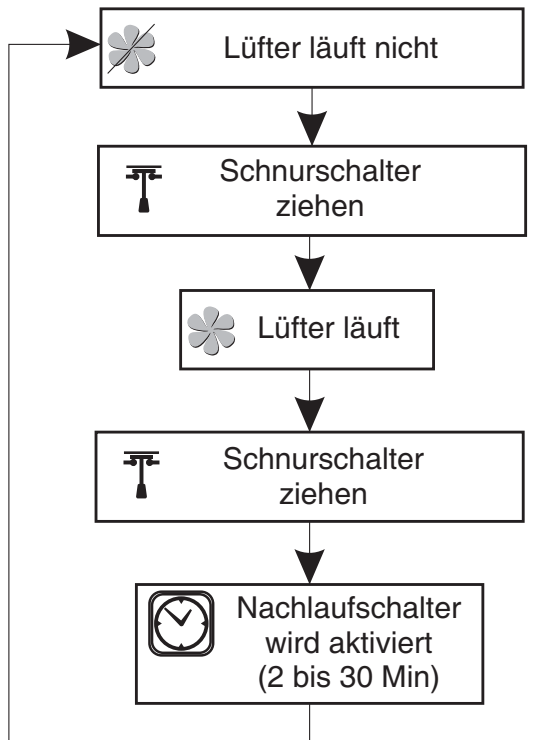 Lüfter läuft nicht
Schnurschalter
ziehen
Lüfter läuft
Schnurschalter
ziehen
Nachlaufschalter
wird aktiviert
(2 bis 30 Min)